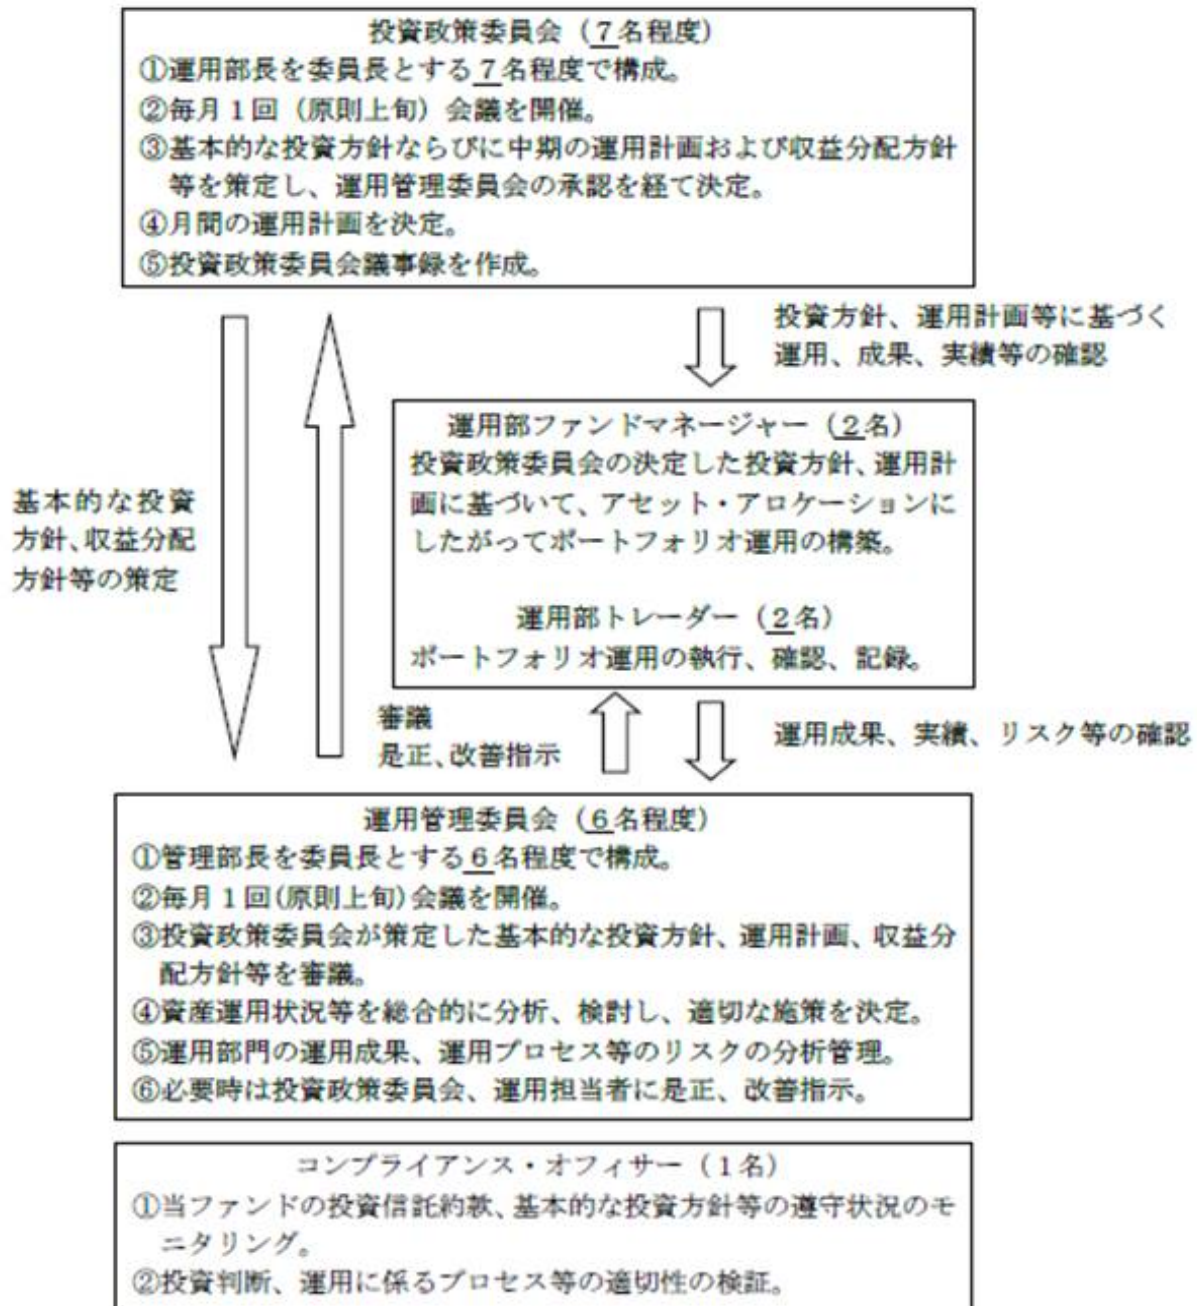 投資政策委員会（7名程度）
①運用部長を委員長とする7名程度で構成。
②毎月１回（原則上旬）会議を開催。
③基本的な投資方針ならびに中期の運用計画および収益分配方針
等を策定し、運用管理委員会の承認を経て決定。
④月間の運用計画を決定。
⑤投資政策委員会議事録を作成。
投資方針、運用計画等に基づく
運用、成果、実績等の確認
運用部ファンドマネージャー（2名）
投資政策委員会の決定した投資方針、運用計
画に基づいて、アセット・アロケーションに
したがってポートフォリオ運用の構築。
運用部トレーダー（2名）
ポートフォリオ運用の執行、確認、記録。
基本的な投資
方針、収益分配
方針等の策定
審議
是正、改善指示
運用成果、実績、リスク等の確認
運用管理委員会（6名程度）
①管理部長を委員長とする6名程度で構成。
②毎月１回(原則上旬)会議を開催。
③投資政策委員会が策定した基本的な投資方針、運用計画、収益分
配方針等を審議。
④資産運用状況等を総合的に分析、検討し、適切な施策を決定。
⑤運用部門の運用成果、運用プロセス等のリスクの分析管理。
⑥必要時は投資政策委員会、運用担当者に是正、改善指示。
コンプライアンス・オフィサー（１名）
①当ファンドの投資信託約款、基本的な投資方針等の遵守状況のモ
ニタリング。
②投資判断、運用に係るプロセス等の適切性の検証。